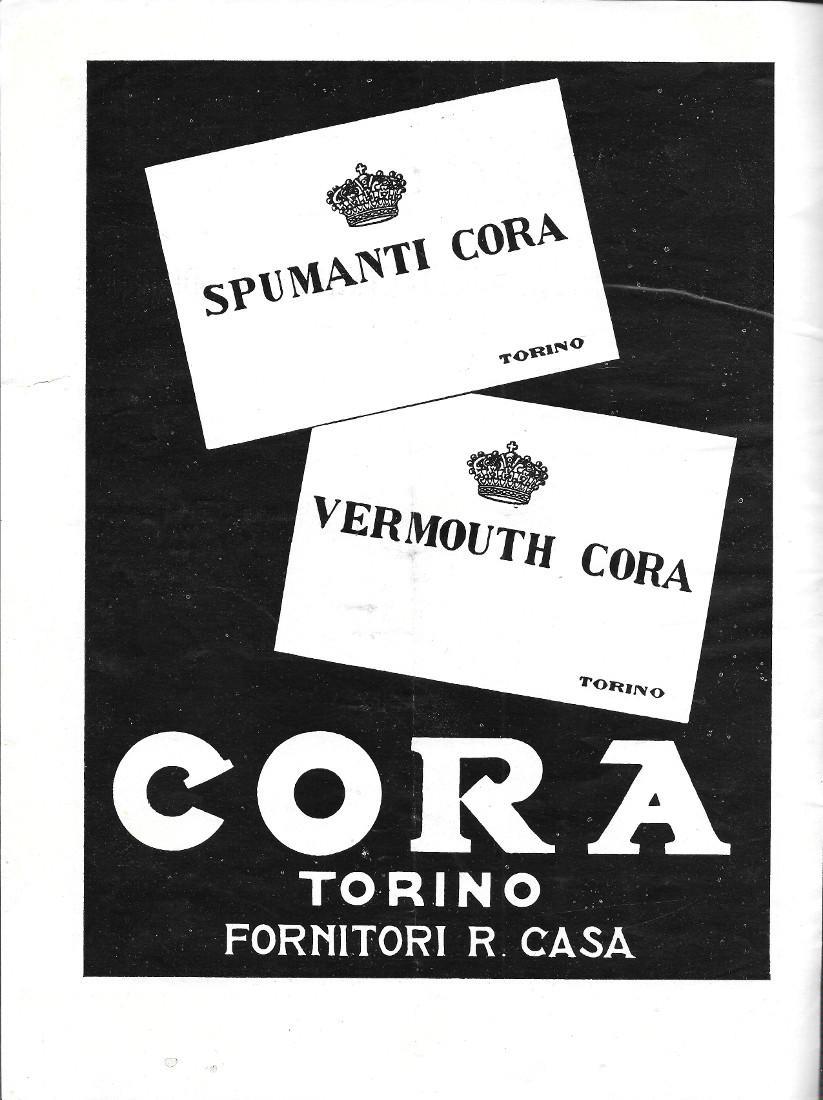 SPUMANTI CORA
TORINO
VERMOUTH CORA
TORINO
CORA
TORINO
FORNITORI R. CASA